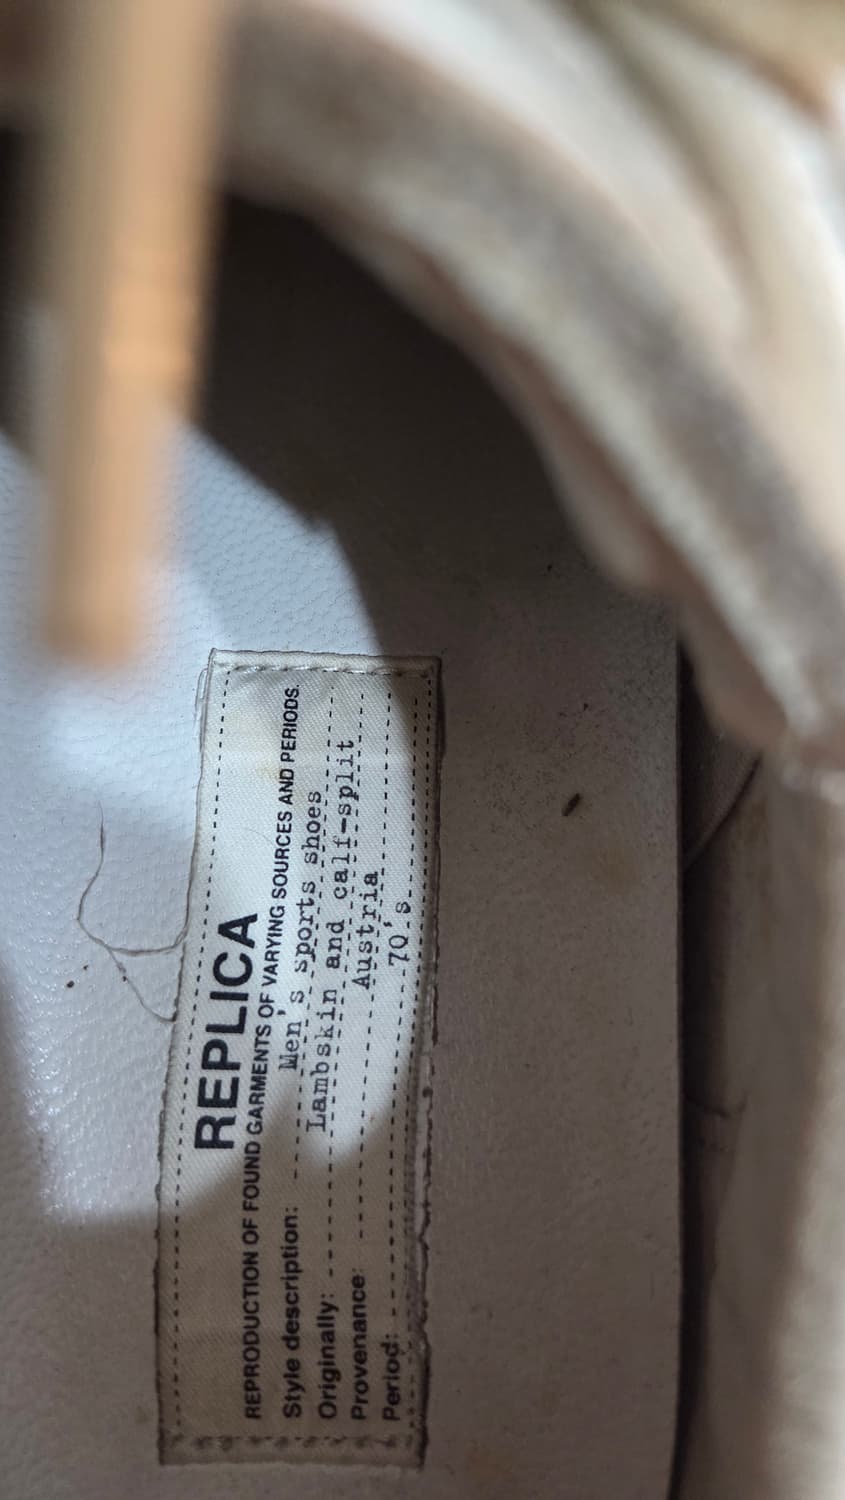 REPLICA
REPRODUCTION OF FOUND GARMENTS OF VARYING SOURCES AND PERIODS.
Style description: Men's sports shoes
Originally: Lambskin and calf-split
Provenance: Austria
Period: 70's